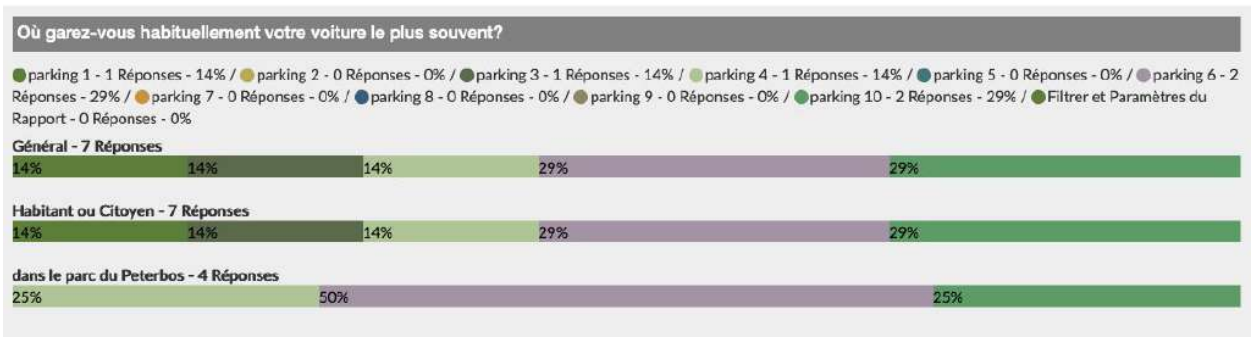 Où garez-vous habituellement votre voiture le plus souvent?
parking 1 - 1 Réponses - 14% / parking 2 - 0 Réponses - 0% / parking 3 - 1 Réponses - 14% / parking 4 - 1 Réponses - 14% / parking 5 - 0 Réponses - 0% / parking 6 - 2
Réponses - 29% / parking 7 - 0 Réponses - 0% / parking 8 - 0 Réponses - 0% / parking 9 - 0 Réponses - 0% / parking 10 - 2 Réponses - 29% / Filtrer et Paramètres du
Rapport - 0 Réponses - 0%
Général - 7 Réponses
14% 14% 14% 29% 29%
Habitant ou Citoyen - 7 Réponses
14% 14% 14% 29% 29%
dans le parc du Peterbos - 4 Réponses
25% 50% 25%